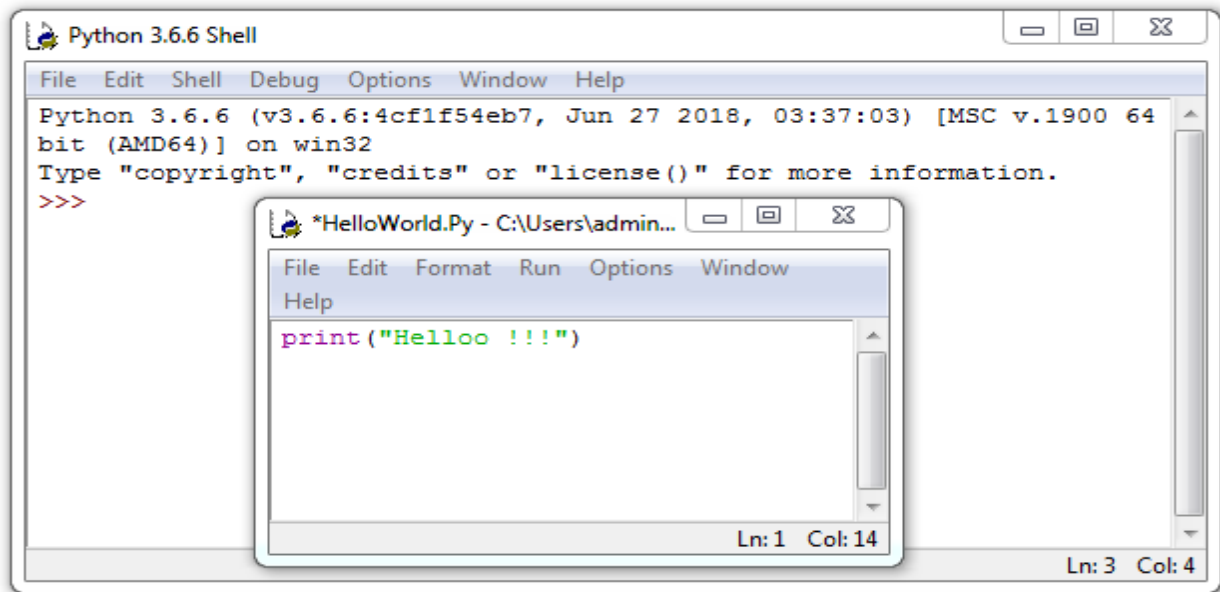 Python 3.6.6 Shell
File Edit Shell Debug Options Window Help
Python 3.6.6 (v3.6.6:4cf1f54eb7, Jun 27 2018, 03:37:03) [MSC v.1900 64
bit (AMD64)] on win32
Type "copyright", "credits" or "license()" for more information.
>>>
*HelloWorld.Py - C:\Users\admin...
File Edit Format Run Options Window
Help
print("Helloo !!!")
Ln: 1 Col: 14
Ln: 3 Col: 4